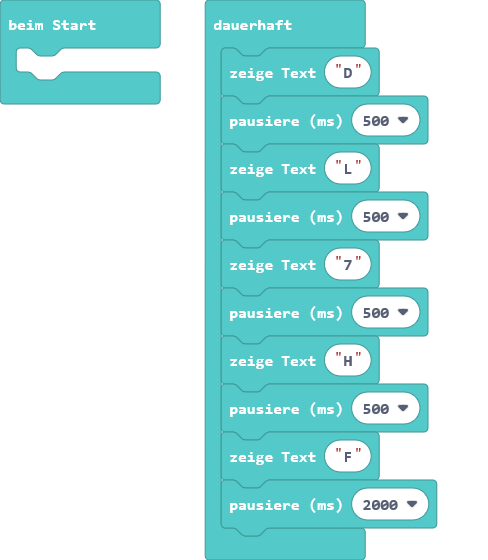 beim Start
dauerhaft
zeige Text "D"
pausiere (ms) 500
zeige Text "L"
pausiere (ms) 500
zeige Text "7"
pausiere (ms) 500
zeige Text "H"
pausiere (ms) 500
zeige Text "F"
pausiere (ms) 2000